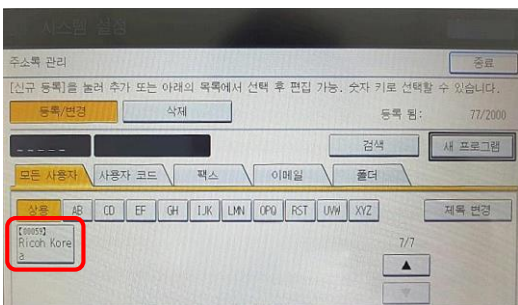 시스템 설정
주소록 관리
종료
[신규 등록]을 눌러 추가 또는 아래의 목록에서 선택 후 편집 가능. 숫자 키로 선택할 수 있습니다.
등록/변경 삭제 등록 됨: 77/2000
_ _ _ _ _ 검색 새 프로그램
모든 사용자 사용자 코드 팩스 이메일 폴더
상용 AB CD EF GH IJK LMN OPQ RST UVW XYZ 제목 변경
【00059】
Ricoh Kore
a
7/7
▲
▼